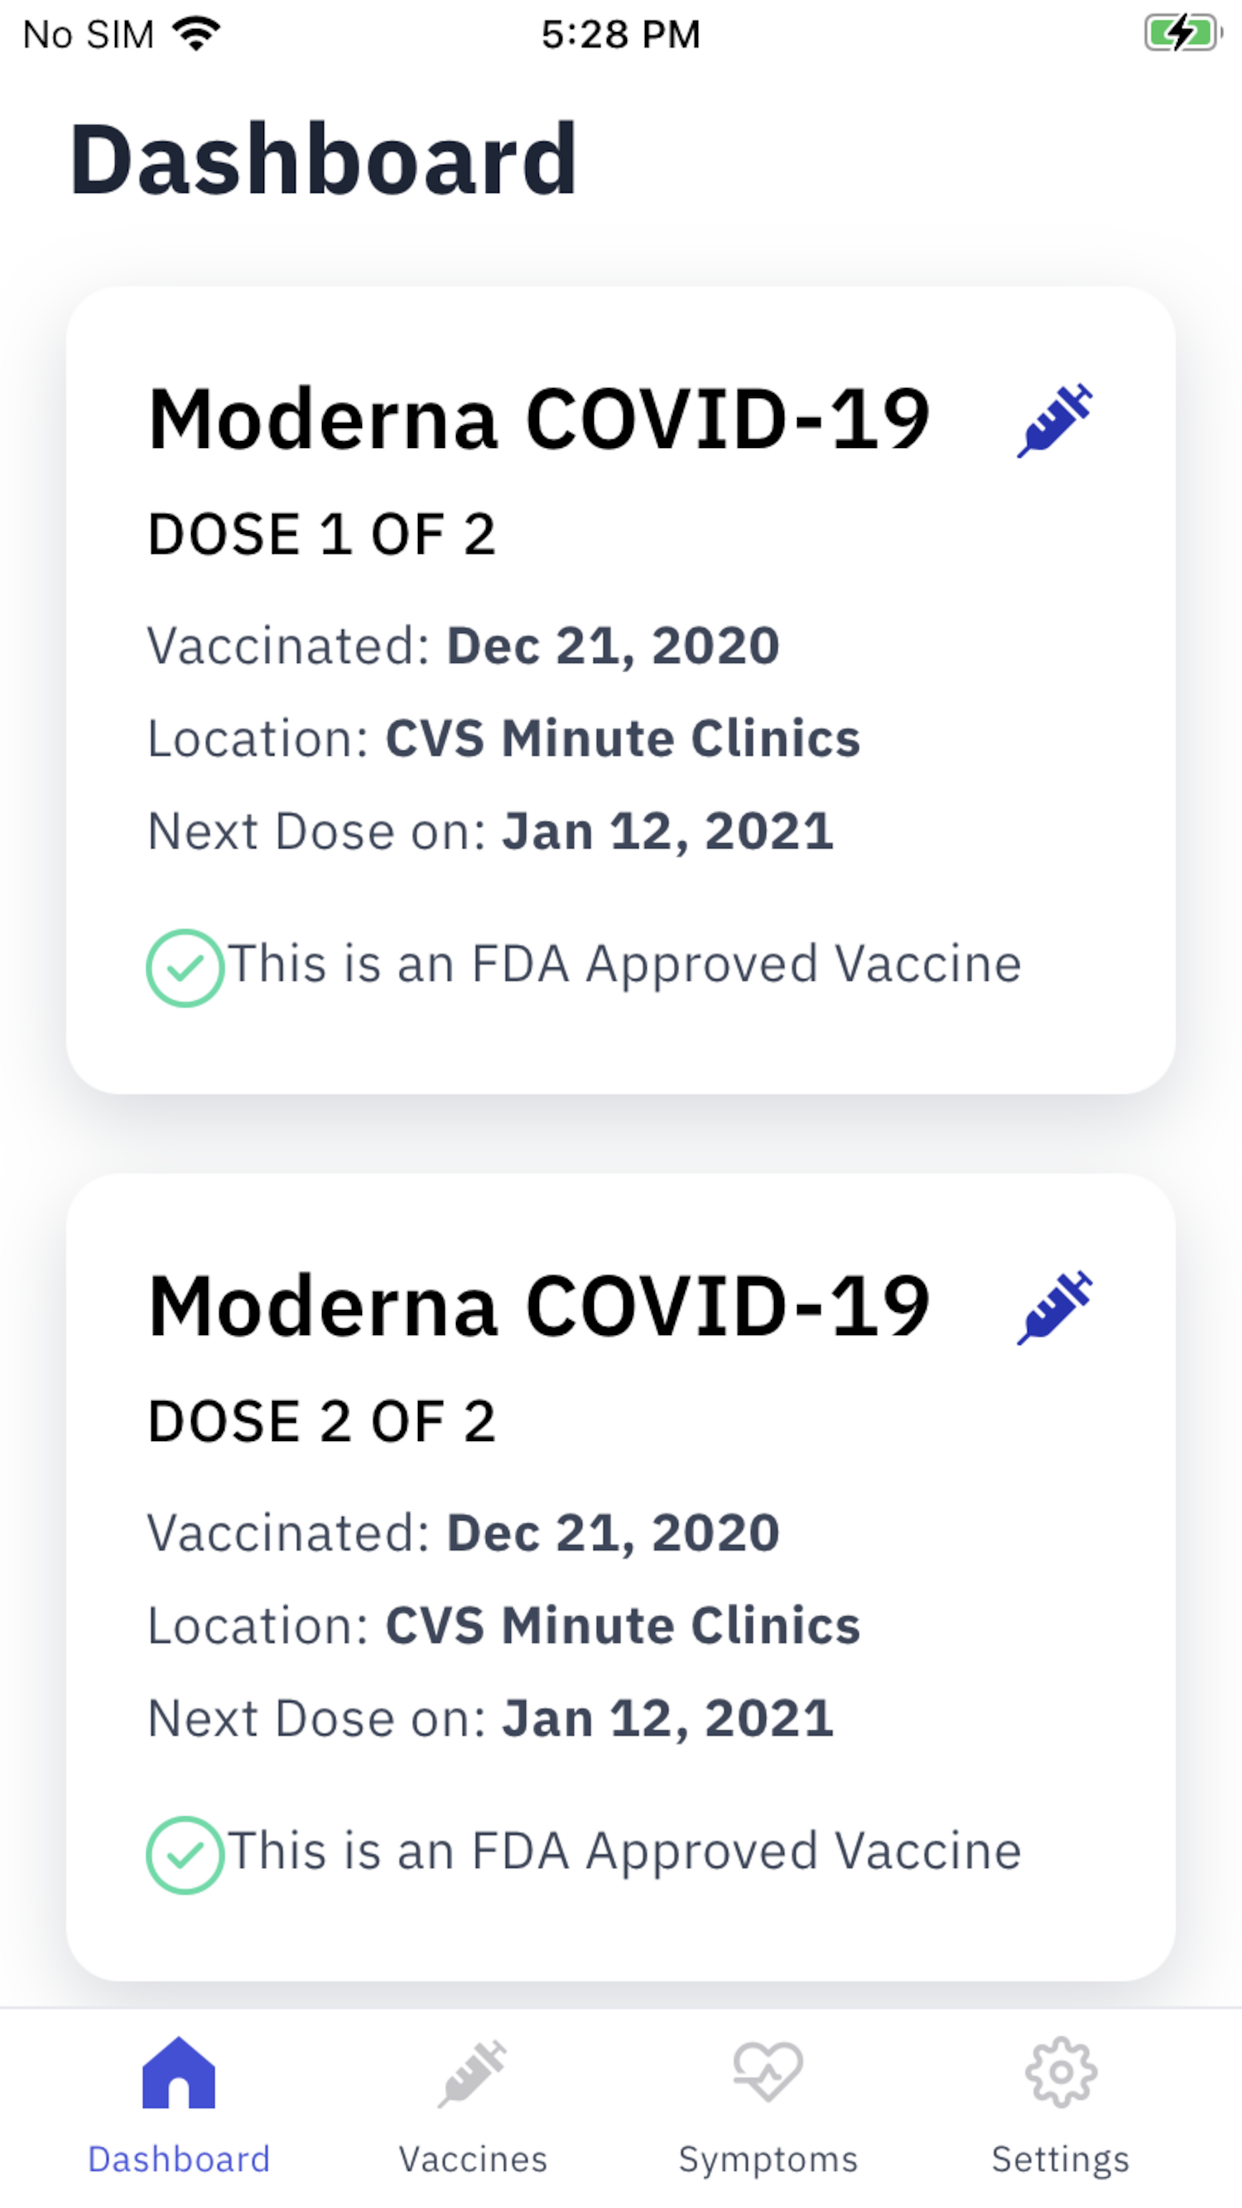 No SIM 5:28 PM
Dashboard
Moderna COVID-19
DOSE 1 OF 2
Vaccinated: Dec 21, 2020
Location: CVS Minute Clinics
Next Dose on: Jan 12, 2021
This is an FDA Approved Vaccine
Moderna COVID-19
DOSE 2 OF 2
Vaccinated: Dec 21, 2020
Location: CVS Minute Clinics
Next Dose on: Jan 12, 2021
This is an FDA Approved Vaccine
Dashboard Vaccines Symptoms Settings